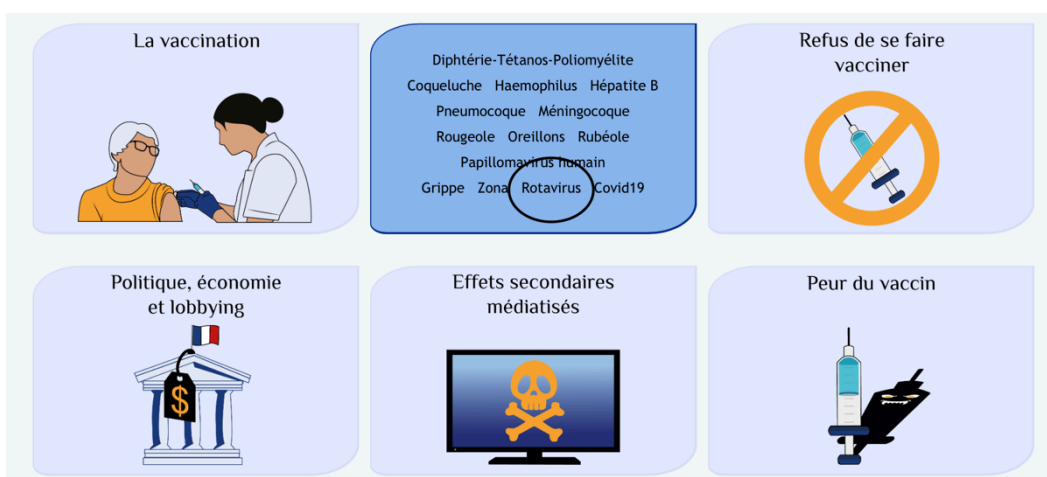 La vaccination
Diphtérie-Tétanos-Poliomyélite
Coqueluche Haemophilus Hépatite B
Pneumocoque Méningocoque
Rougeole Oreillons Rubéole
Papillomavirus humain
Grippe Zona Rotavirus Covid19
Refus de se faire
vacciner
Politique, économie
et lobbying
$
Effets secondaires
médiatisés
Peur du vaccin